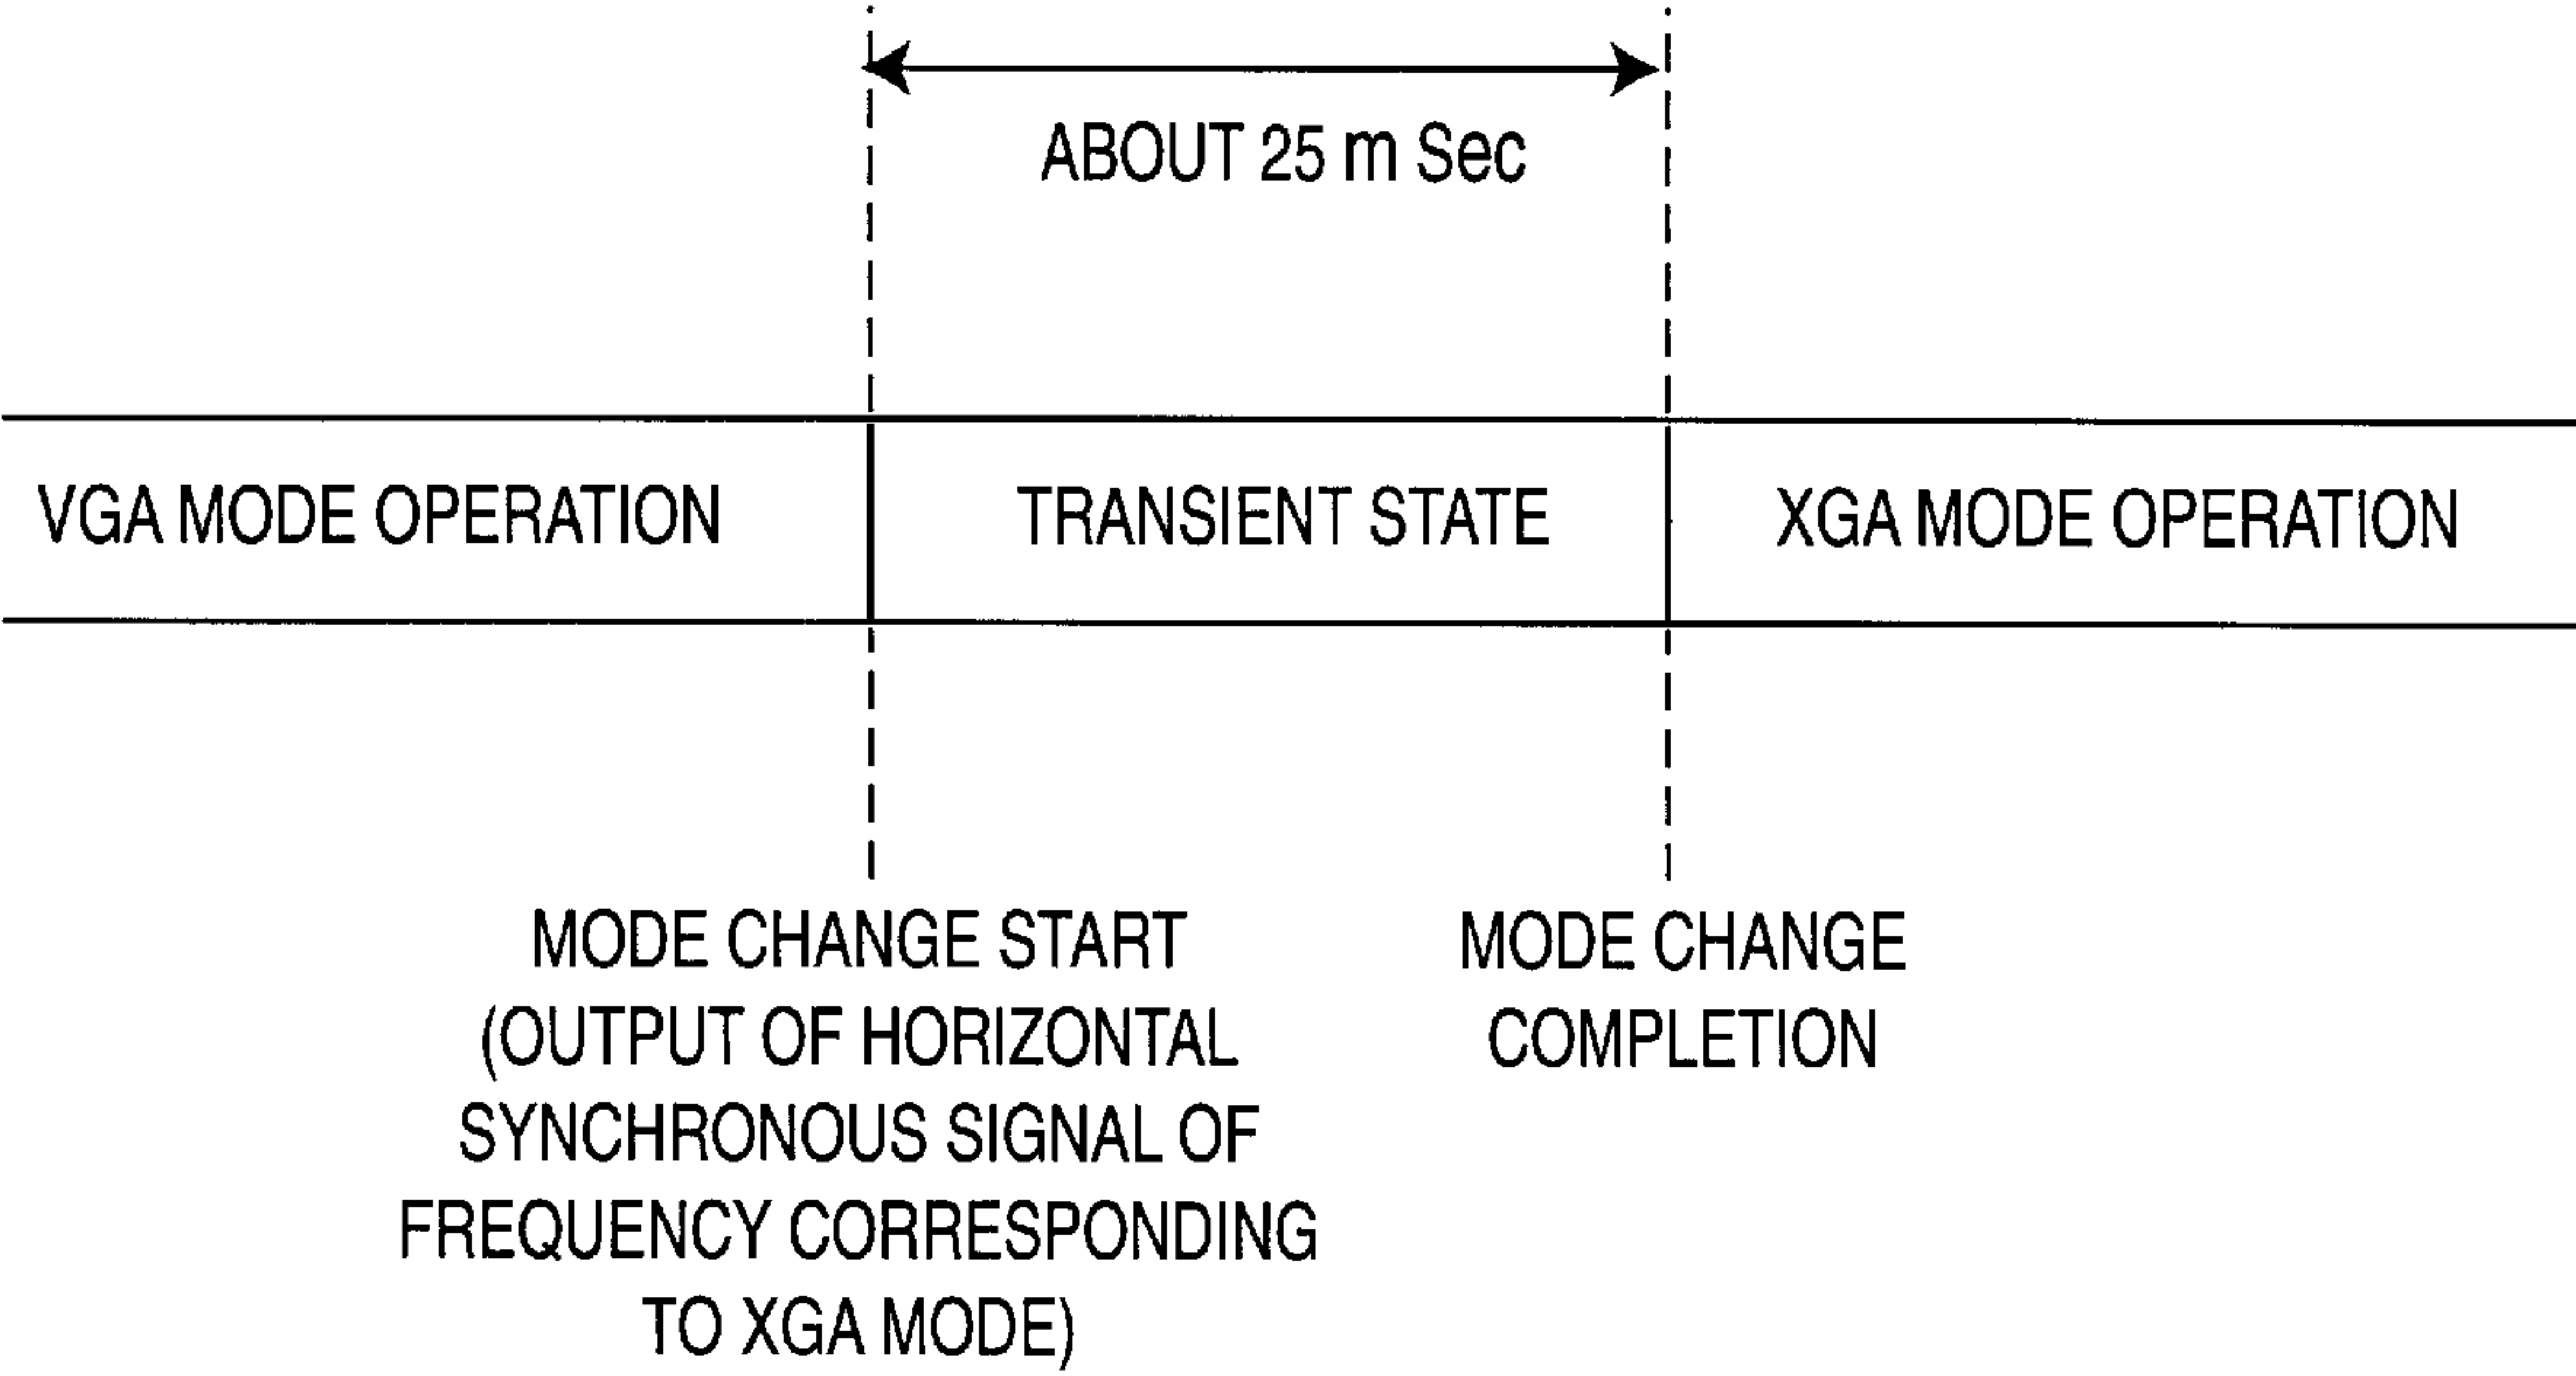 ABOUT 25 m Sec
VGA MODE OPERATION
TRANSIENT STATE
XGA MODE OPERATION
MODE CHANGE START
(OUTPUT OF HORIZONTAL
SYNCHRONOUS SIGNAL OF
FREQUENCY CORRESPONDING
TO XGA MODE)
MODE CHANGE
COMPLETION